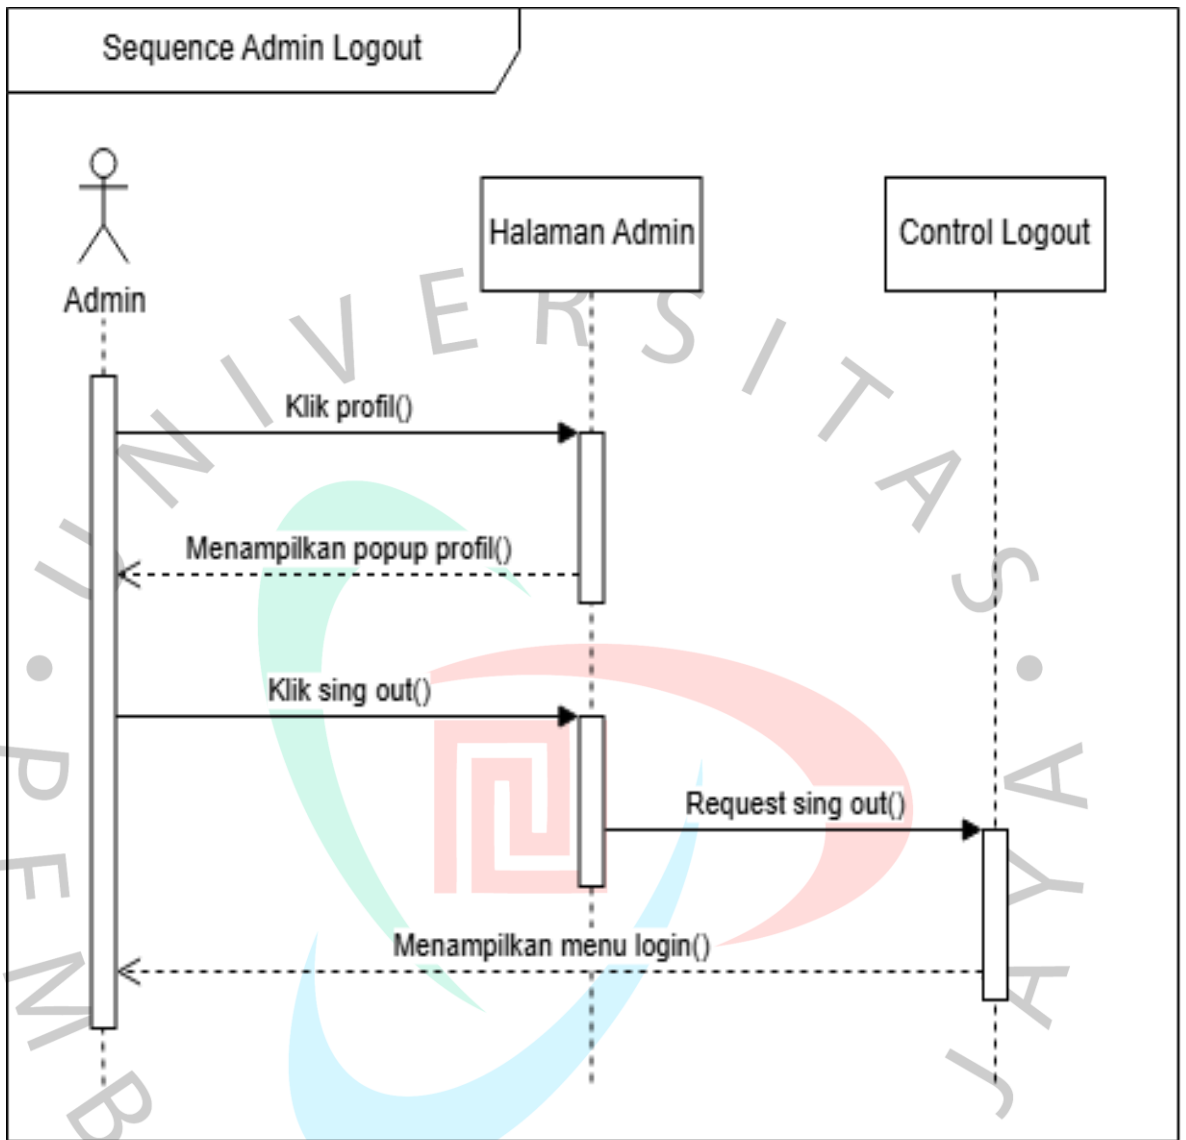 Sequence Admin Logout
Admin
Halaman Admin
Control Logout
Klik profil()
Menampilkan popup profil()
Klik sing out()
Request sing out()
Menampilkan menu login()
UNIVERSITAS
PEMB
JAYA